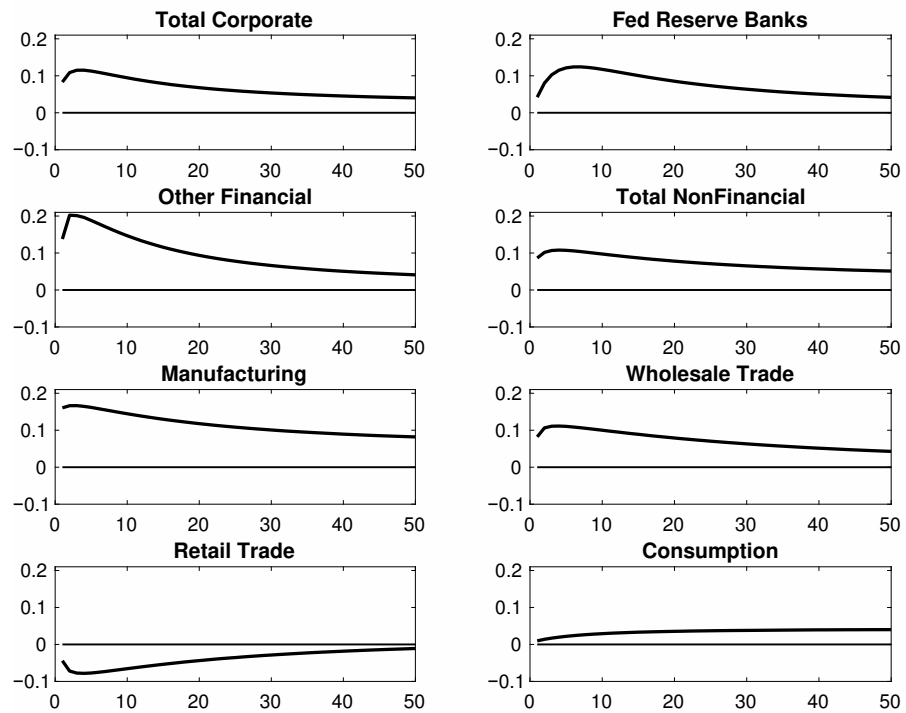 Total Corporate
0.2
0.1
0
−0.1
0 10 20 30 40 50
Fed Reserve Banks
0.2
0.1
0
−0.1
0 10 20 30 40 50
Other Financial
0.2
0.1
0
−0.1
0 10 20 30 40 50
Total NonFinancial
0.2
0.1
0
−0.1
0 10 20 30 40 50
Manufacturing
0.2
0.1
0
−0.1
0 10 20 30 40 50
Wholesale Trade
0.2
0.1
0
−0.1
0 10 20 30 40 50
Retail Trade
0.2
0.1
0
−0.1
0 10 20 30 40 50
Consumption
0.2
0.1
0
−0.1
0 10 20 30 40 50